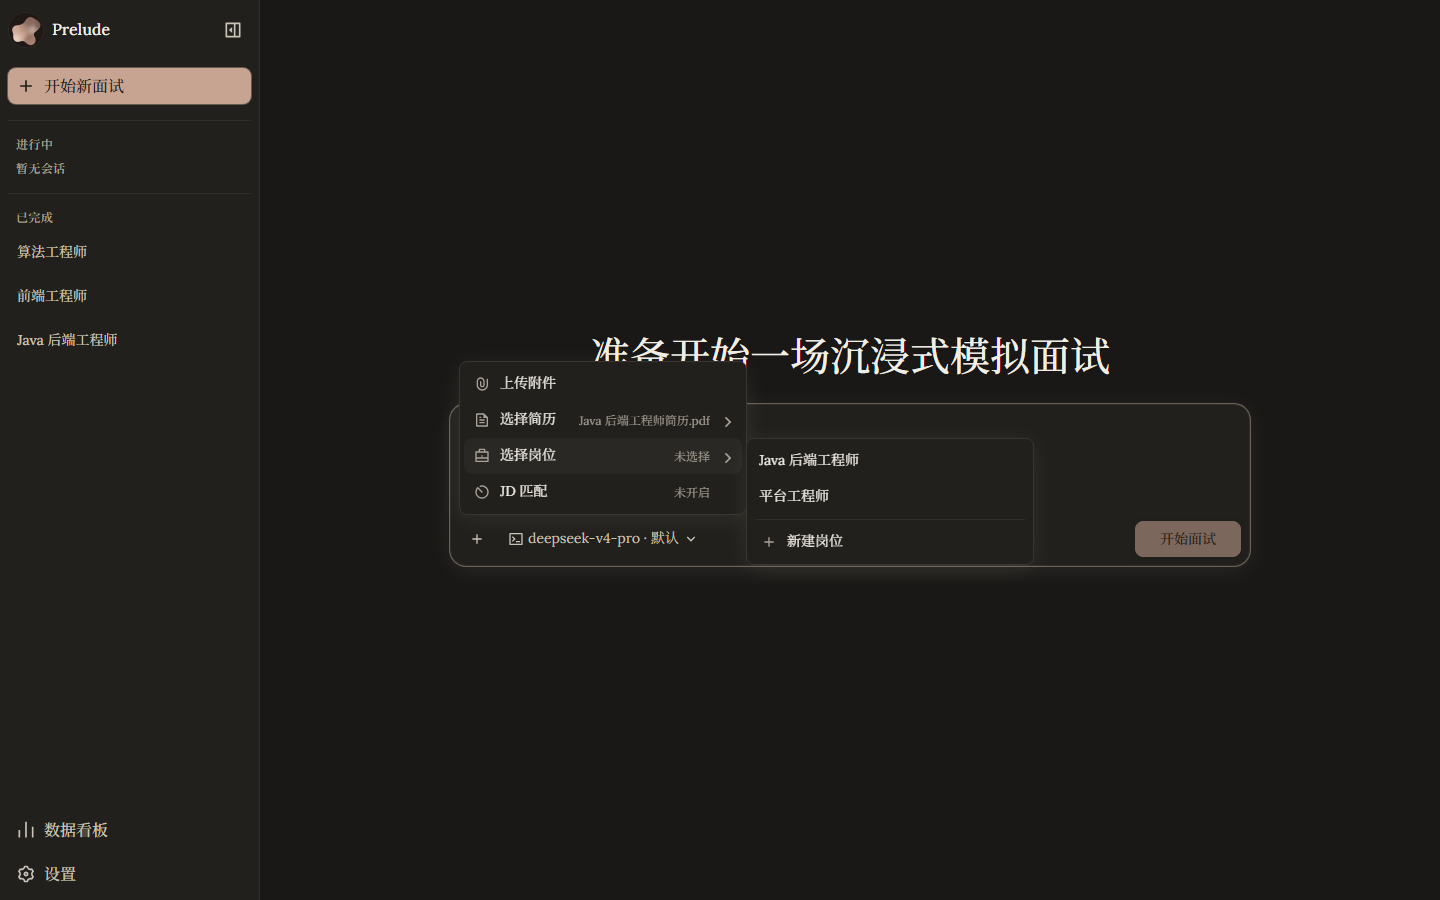 Prelude
开始新面试
进行中
暂无会话
已完成
算法工程师
前端工程师
Java 后端工程师
数据看板
设置
准备开始一场沉浸式模拟面试
上传附件
选择简历 Java 后端工程师简历.pdf
选择岗位 未选择
JD 匹配 未开启
Java 后端工程师
平台工程师
新建岗位
deepseek-v4-pro · 默认
开始面试